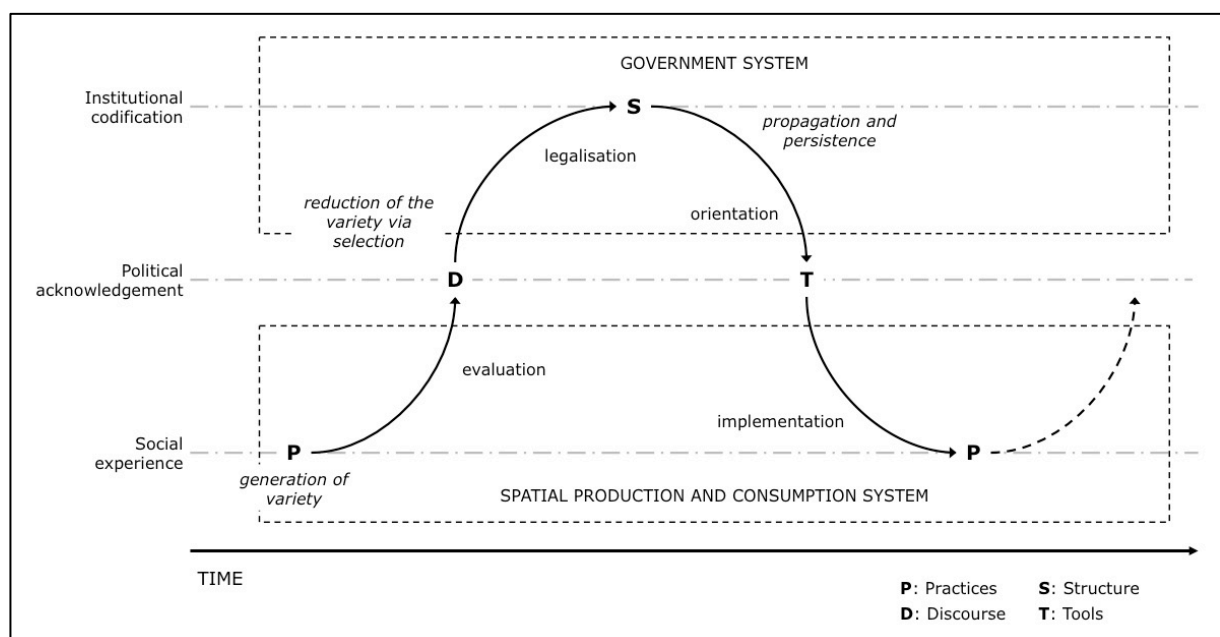 GOVERNMENT SYSTEM
Institutional
codification
S
propagation and
persistence
legalisation
reduction of the
variety via
selection
orientation
Political
acknowledgement
D
T
evaluation
implementation
Social
experience
P
P
generation of
variety
SPATIAL PRODUCTION AND CONSUMPTION SYSTEM
TIME
P: Practices
S: Structure
D: Discourse
T: Tools